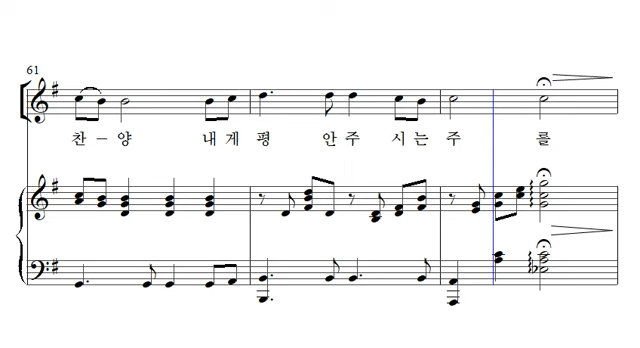 61
찬 - 양 내 게 평 안 주 시 는 주 를